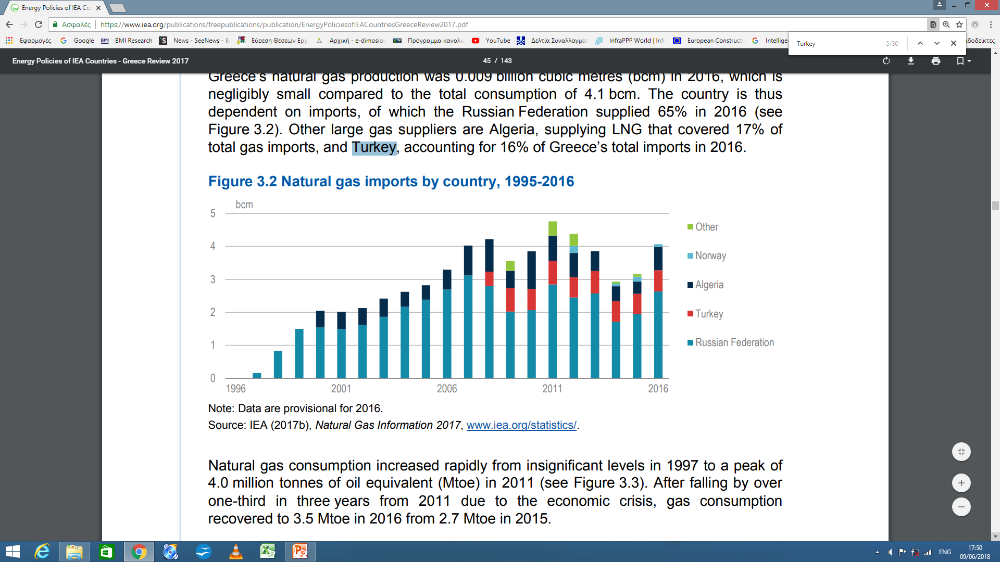 Energy Policies of IEA Co
Ασφαλές
https://www.iea.org/publications/freepublications/publication/EnergyPoliciesofIEACountriesGreeceReview2017.pdf
Εφαρμογές Google BMI BMI Research News - SeeNews - B Εύρεση Θέσεων Εργ Αρχική - e-dimosio. Πρόγραμμα καναλι YouTube Δελτία Συναλλαγμα InfraPPP World | Infr European Constructi Intellige
Turkey 5/30
Energy Policies of IEA Countries - Greece Review 2017
45 / 143
Greece's natural gas production was 0.009 billion cubic metres (bcm) in 2016, which is
negligibly small compared to the total consumption of 4.1 bcm. The country is thus
dependent on imports, of which the Russian Federation supplied 65% in 2016 (see
Figure 3.2). Other large gas suppliers are Algeria, supplying LNG that covered 17% of
total gas imports, and Turkey, accounting for 16% of Greece's total imports in 2016.
Figure 3.2 Natural gas imports by country, 1995-2016
bcm
5
4
3
2
1
0
1996 2001 2006 2011 2016
Other
Norway
Algeria
Turkey
Russian Federation
Note: Data are provisional for 2016.
Source: IEA (2017b), Natural Gas Information 2017, www.iea.org/statistics/.
Natural gas consumption increased rapidly from insignificant levels in 1997 to a peak of
4.0 million tonnes of oil equivalent (Mtoe) in 2011 (see Figure 3.3). After falling by over
one-third in three years from 2011 due to the economic crisis, gas consumption
recovered to 3.5 Mtoe in 2016 from 2.7 Mtoe in 2015.
ENG
17:50
09/06/2018